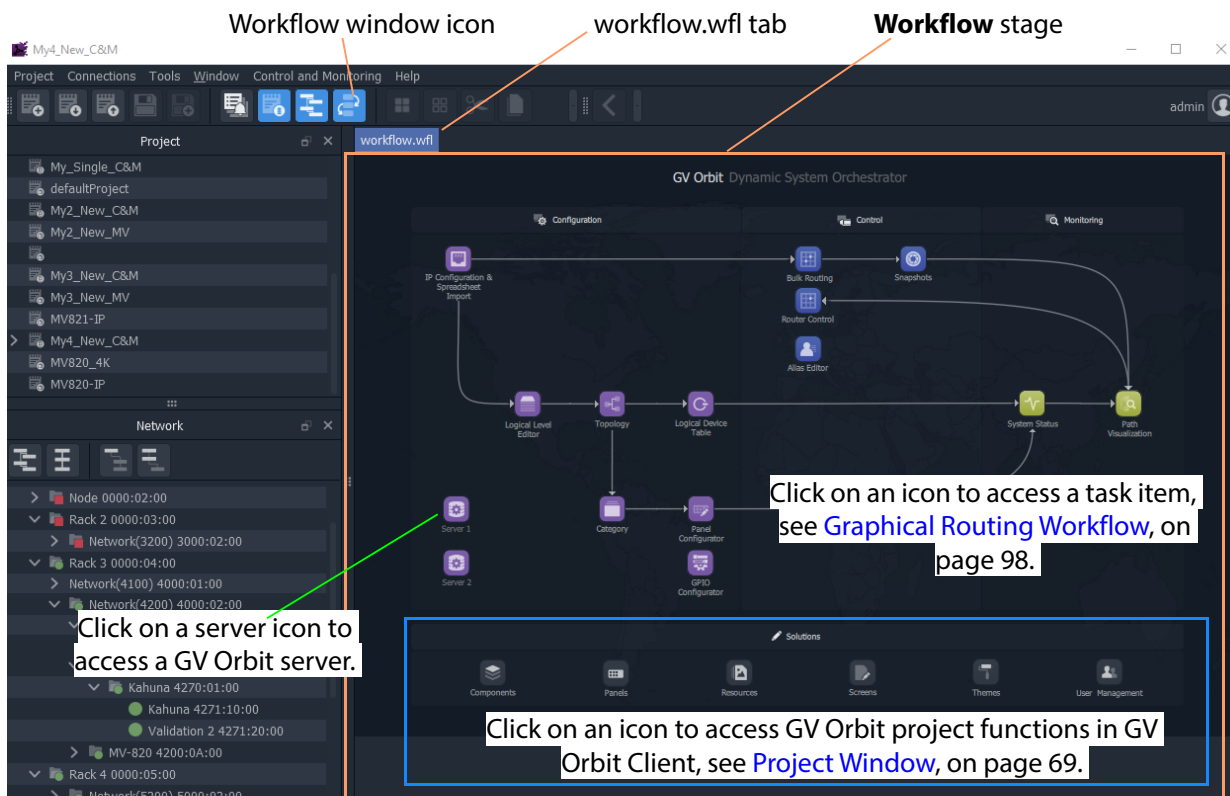 Workflow window icon
workflow.wfl tab
Workflow stage
My4_New_C&M
Project Connections Tools Window Control and Monitoring Help
admin
Project
workflow.wfl
My_Single_C&M
defaultProject
My2_New_C&M
My2_New_MV
My3_New_C&M
My3_New_MV
MV821-IP
My4_New_C&M
MV820_4K
MV820-IP
Network
Node 0000:02:00
Rack 2 0000:03:00
Network(3200) 3000:02:00
Rack 3 0000:04:00
Network(4100) 4000:01:00
Network(4200) 4000:02:00
Click on a server icon to
access a GV Orbit server.
Kahuna 4270:01:00
Kahuna 4271:10:00
Validation 2 4271:20:00
MV-820 4200:0A:00
Rack 4 0000:05:00
GV Orbit Dynamic System Orchestrator
Configuration
Control
Monitoring
IP Configuration &
Spreadsheet
Import
Bulk Routing
Snapshots
Router Control
Alias Editor
Logical Level
Editor
Topology
Logical Device
Table
System Status
Path
Visualization
Server 1
Category
Panel
Configurator
Server 2
GPIO
Configurator
Click on an icon to access a task item,
see Graphical Routing Workflow, on
page 98.
Solutions
Components
Panels
Resources
Screens
Themes
User Management
Click on an icon to access GV Orbit project functions in GV
Orbit Client, see Project Window, on page 69.